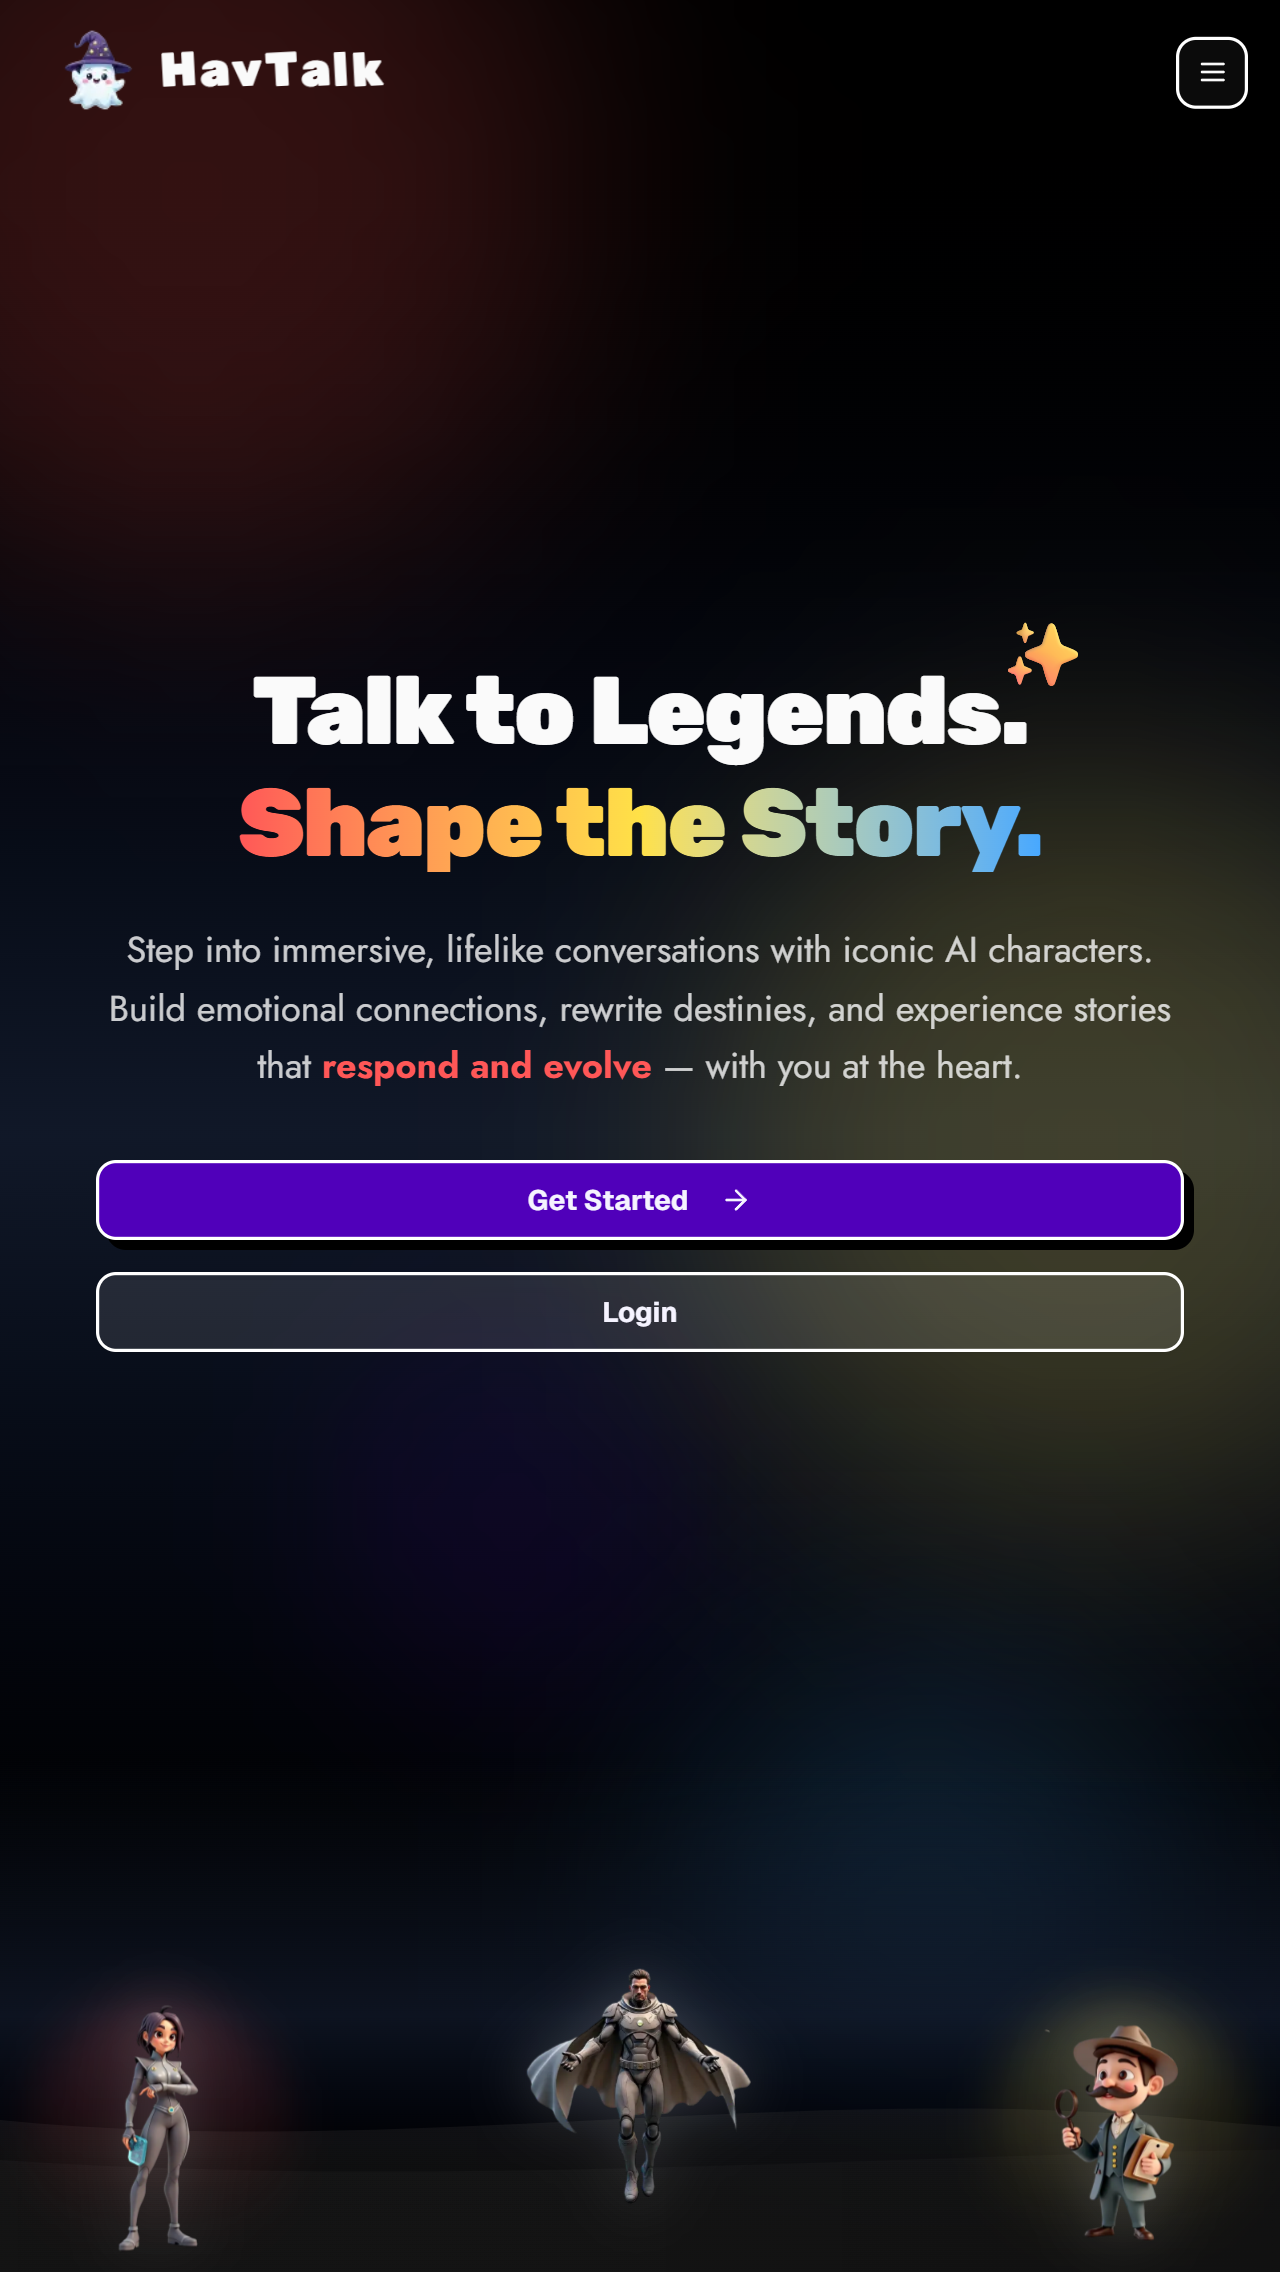 HavTalk
Talk to Legends.
Shape the Story.
Step into immersive, lifelike conversations with iconic AI characters.
Build emotional connections, rewrite destinies, and experience stories
that respond and evolve — with you at the heart.
Get Started
Login